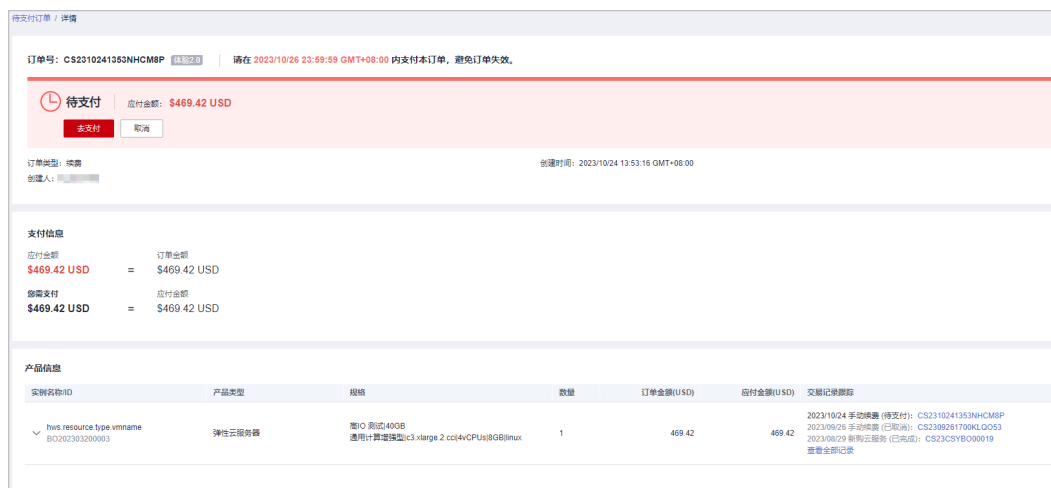 待支付订单 / 详情
订单号：CS2310241353NHCM8P 体验2.0 请在 2023/10/26 23:59:59 GMT+08:00 内支付本订单，避免订单失效。
待支付 应付金额：$469.42 USD
去支付 取消
订单类型：续费 创建时间：2023/10/24 13:53:16 GMT+08:00
创建人：
支付信息
应付金额 订单金额
$469.42 USD = $469.42 USD
您需支付 应付金额
$469.42 USD = $469.42 USD
产品信息
实例名称/ID 产品类型 规格 数量 订单金额(USD) 应付金额(USD) 交易记录跟踪
2023/10/24 手动续费 (待支付)：CS2310241353NHCM8P
hws.resource.type.vmname 高IO 测试|40GB 2023/09/26 手动续费 (已取消)：CS2309261700KLQO53
BO202303200003 弹性云服务器 通用计算增强型|c3.xlarge.2.cci|4vCPUs|8GB|linux 1 469.42 469.42 2023/08/29 新购云服务 (已完成)：CS23CSYBO00019
查看全部记录